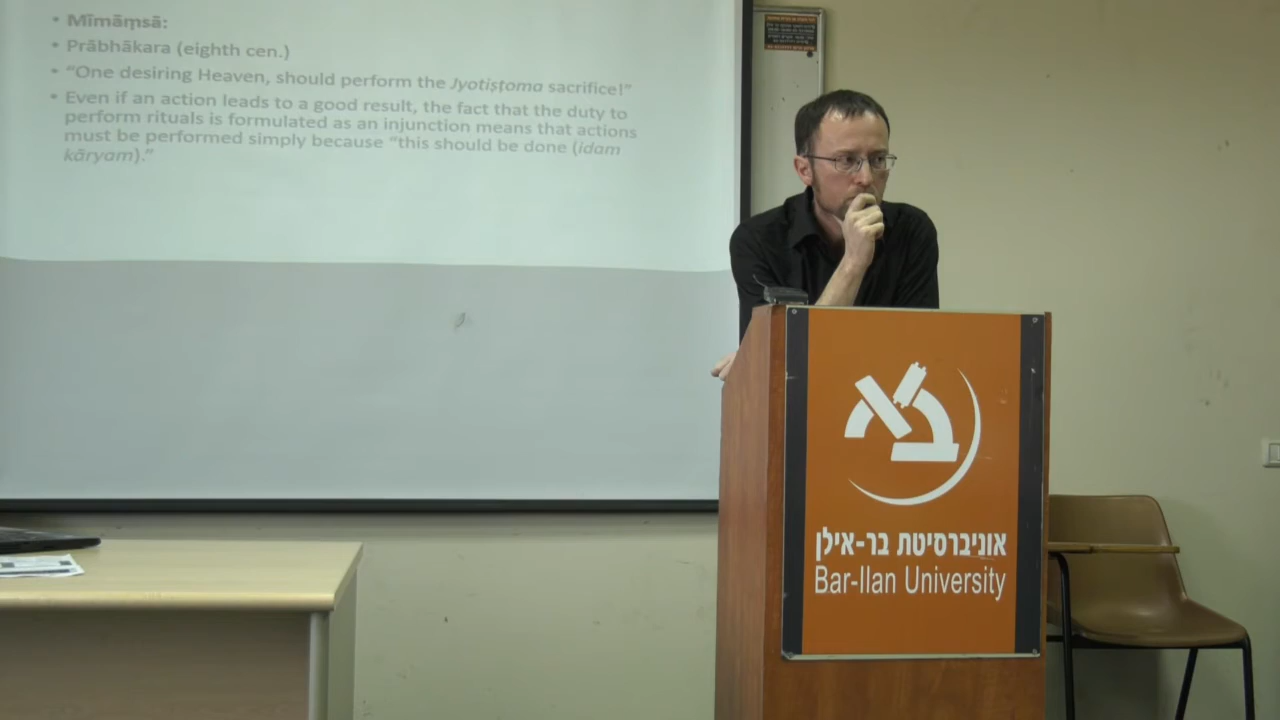 • Mīmāṃsā:
• Prābhākara (eighth cen.)
• “One desiring Heaven, should perform the Jyotiṣṭoma sacrifice!”
• Even if an action leads to a good result, the fact that the duty to
perform rituals is formulated as an injunction means that actions
must be performed simply because “this should be done (idam
kāryam).”
אוניברסיטת בר-אילן
Bar-Ilan University